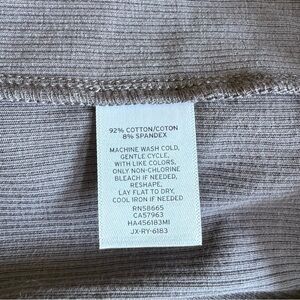 92% COTTON/COTON
8% SPANDEX
MACHINE WASH COLD,
GENTLE CYCLE,
WITH LIKE COLORS,
ONLY NON-CHLORINE
BLEACH IF NEEDED,
RESHAPE,
LAY FLAT TO DRY,
COOL IRON IF NEEDED.
RN58665
CA57963
HA456183MI
JX-RY-6183